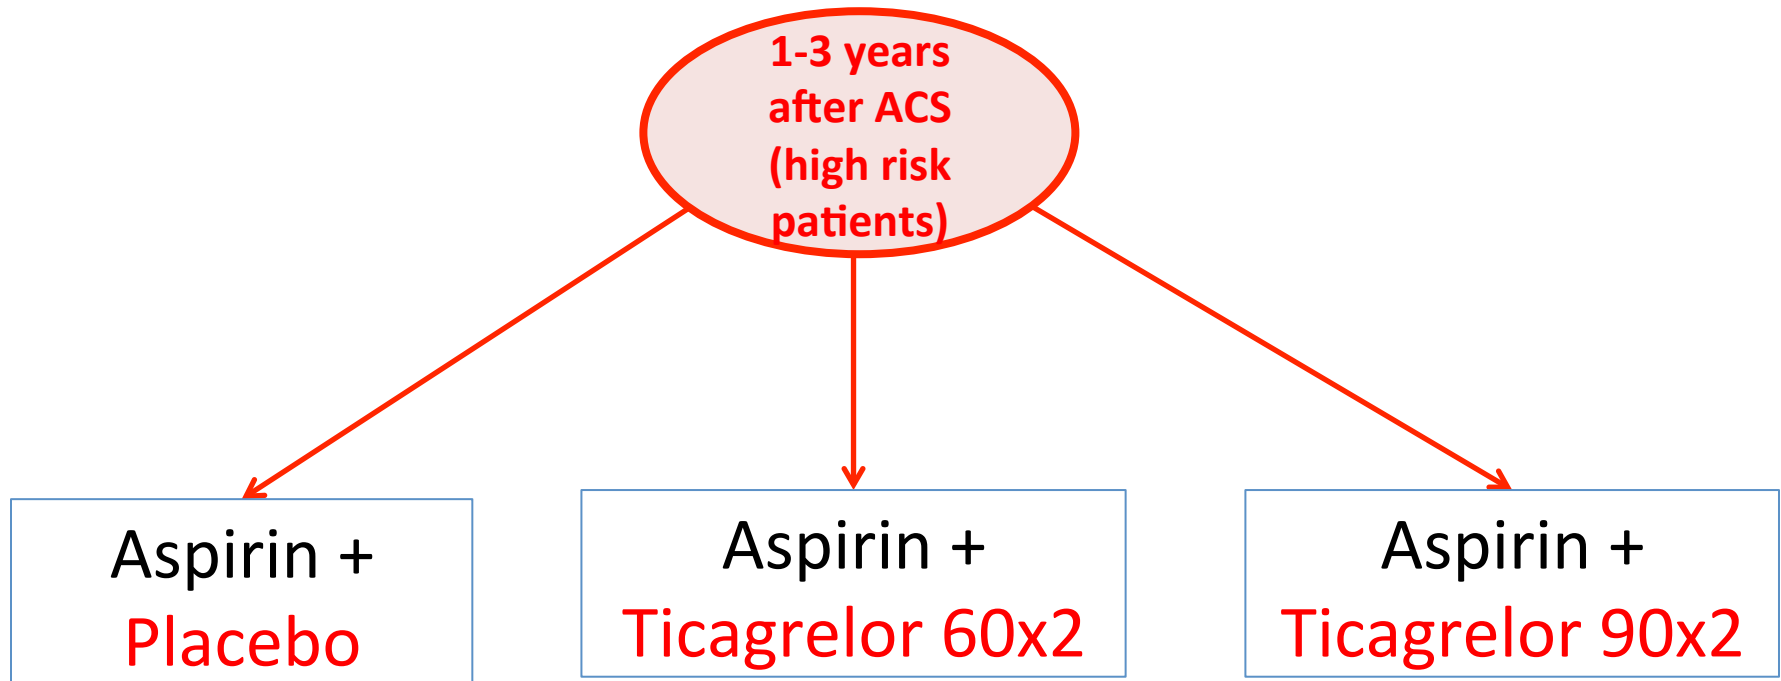 1-3 years
after ACS
(high risk
patients)
Aspirin +
Placebo
Aspirin +
Ticagrelor 60x2
Aspirin +
Ticagrelor 90x2